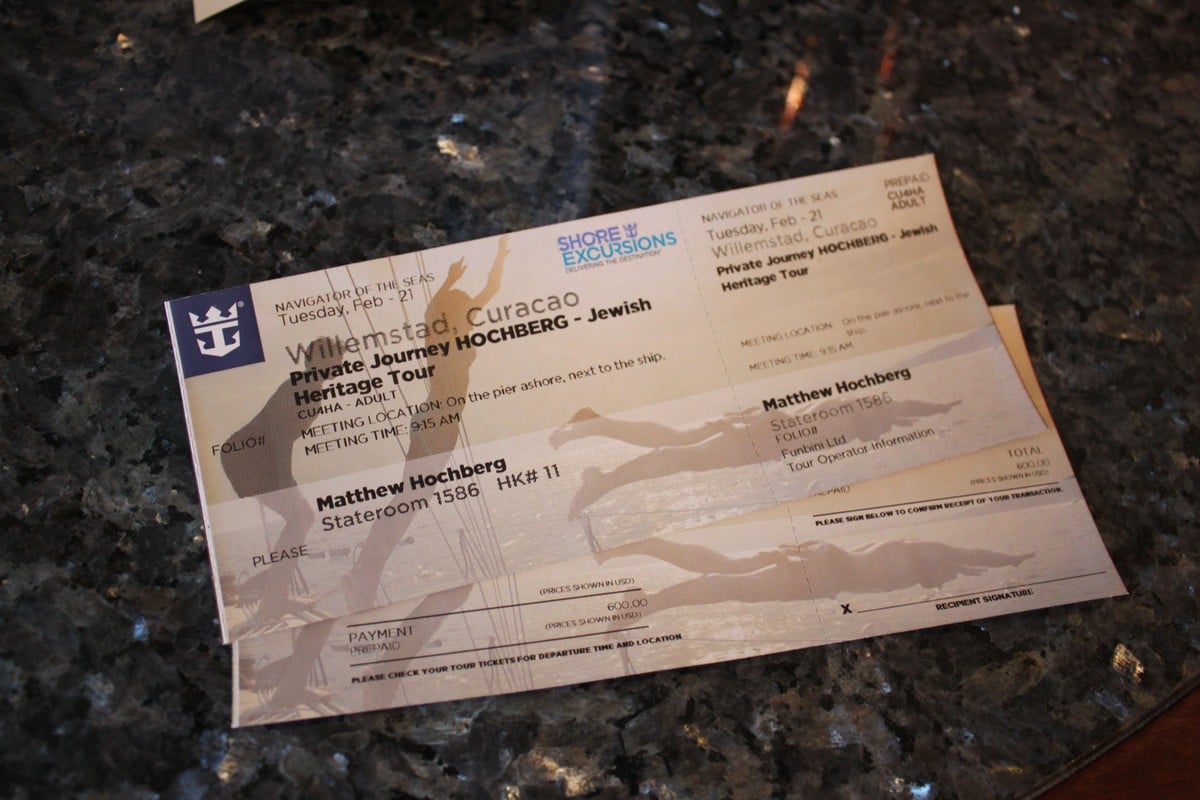 NAVIGATOR OF THE SEAS
Tuesday, Feb - 21
Willemstad, Curacao
Private Journey HOCHBERG - Jewish
Heritage Tour
CU4HA - ADULT
MEETING LOCATION: On the pier ashore, next to the ship.
MEETING TIME: 9:15 AM
FOLIO#
Matthew Hochberg
Stateroom 1586 HK# 11
PLEASE
SHORE
EXCURSIONS
DELIVERING THE DESTINATION
NAVIGATOR OF THE SEAS
Tuesday, Feb - 21
Willemstad, Curacao
Private Journey HOCHBERG - Jewish
Heritage Tour
PREPAID
CU4HA
ADULT
MEETING LOCATION: On the pier ashore, next to the
ship.
MEETING TIME: 9:15 AM
Matthew Hochberg
Stateroom 1586
FOLIO#
Funbini Ltd
Tour Operator Information
(PRICES SHOWN IN USD)
600.00
(PRICES SHOWN IN USD)
PAYMENT
PREPAID
PLEASE CHECK YOUR TOUR TICKETS FOR DEPARTURE TIME AND LOCATION
TOTAL
600.00
(PRICES SHOWN IN USD)
PREPAID
PLEASE SIGN BELOW TO CONFIRM RECEIPT OF YOUR TRANSACTION.
X
RECIPIENT SIGNATURE